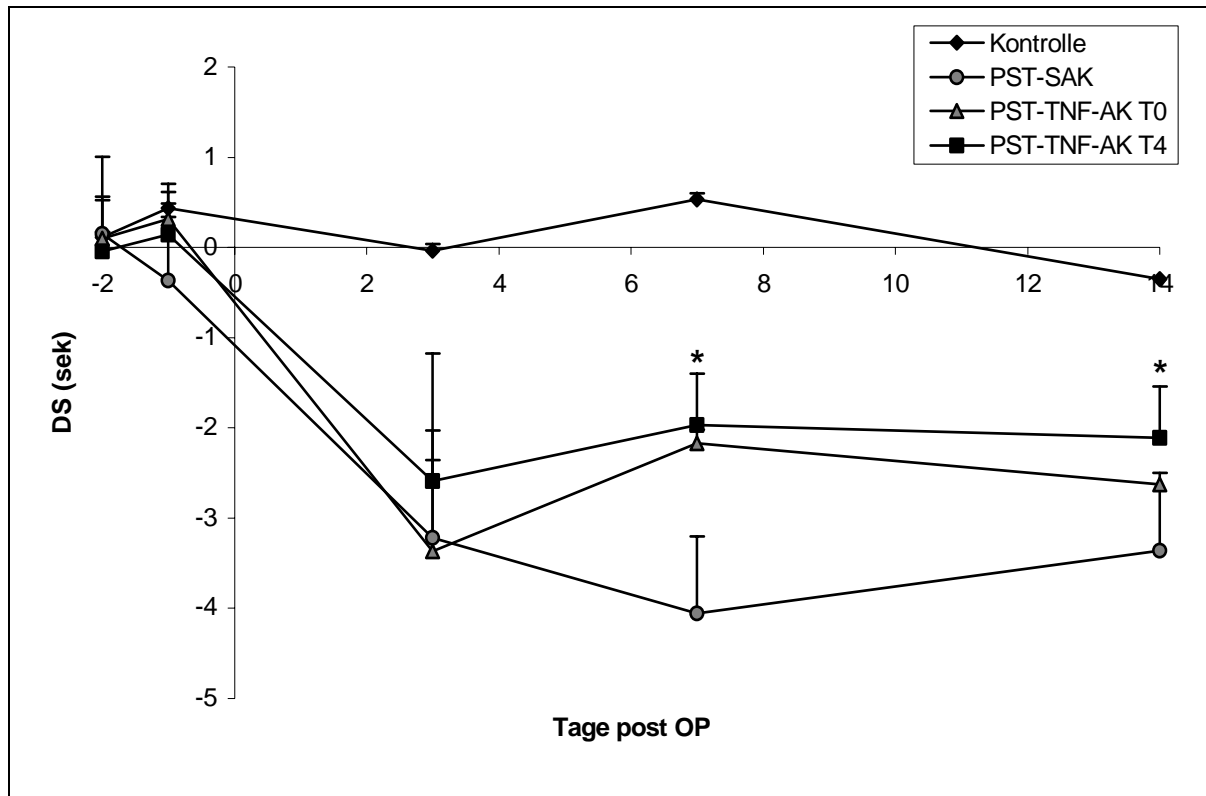 Kontrolle
PST-SAK
PST-TNF-AK T0
PST-TNF-AK T4
2
1
0
-1
-2
-3
-4
-5
-2 0 2 4 6 8 10 12 14
* *
DS (sek)
Tage post OP